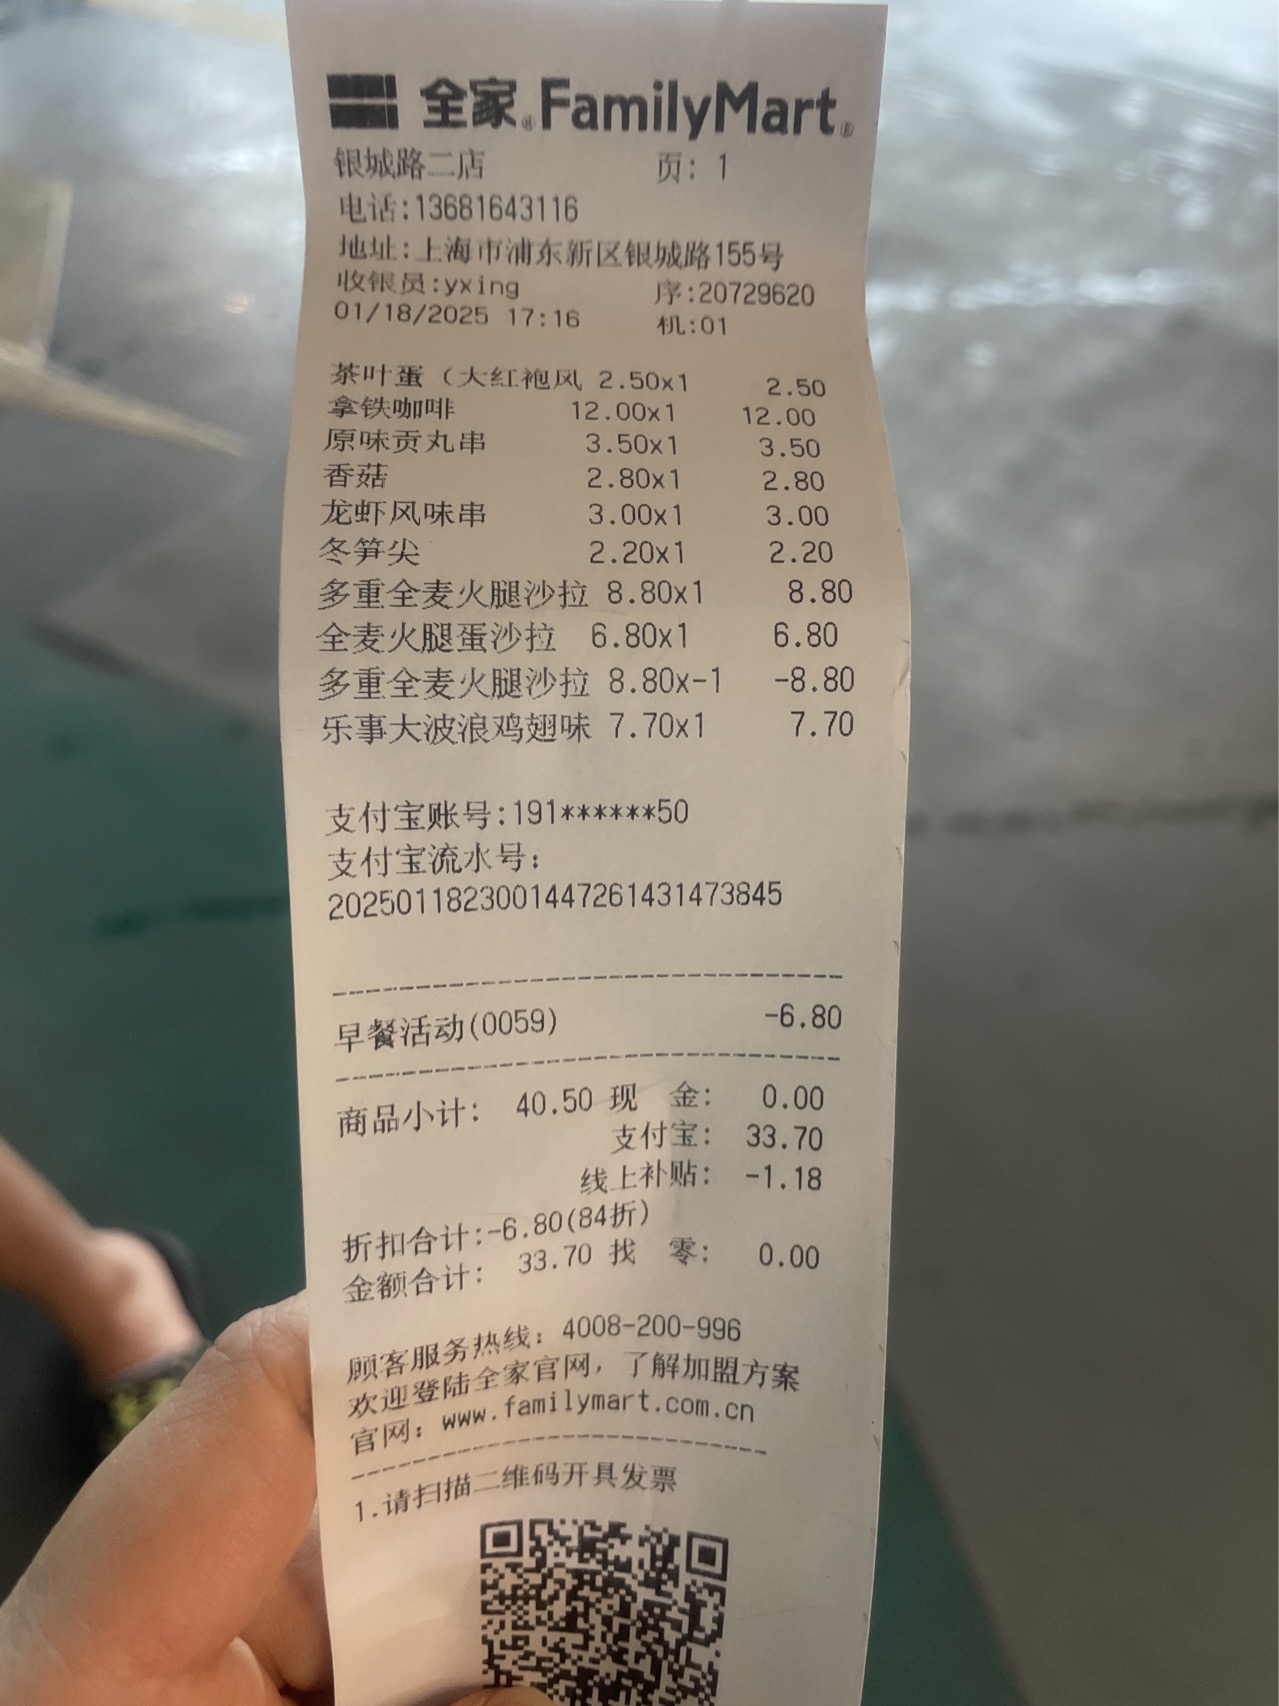 全家 FamilyMart
银城路二店 页: 1
电话:13681643116
地址:上海市浦东新区银城路155号
收银员:yxing 序:20729620
01/18/2025 17:16 机:01
茶叶蛋（大红袍风 2.50x1 2.50
拿铁咖啡 12.00x1 12.00
原味贡丸串 3.50x1 3.50
香菇 2.80x1 2.80
龙虾风味串 3.00x1 3.00
冬笋尖 2.20x1 2.20
多重全麦火腿沙拉 8.80x1 8.80
全麦火腿蛋沙拉 6.80x1 6.80
多重全麦火腿沙拉 8.80x-1 -8.80
乐事大波浪鸡翅味 7.70x1 7.70
支付宝账号:191******50
支付宝流水号:
2025011823001447261431473845
早餐活动(0059) -6.80
商品小计: 40.50 现 金: 0.00
支付宝: 33.70
线上补贴: -1.18
折扣合计:-6.80(84折)
金额合计: 33.70 找 零: 0.00
顾客服务热线: 4008-200-996
欢迎登陆全家官网，了解加盟方案
官网: www.familymart.com.cn
1.请扫描二维码开具发票